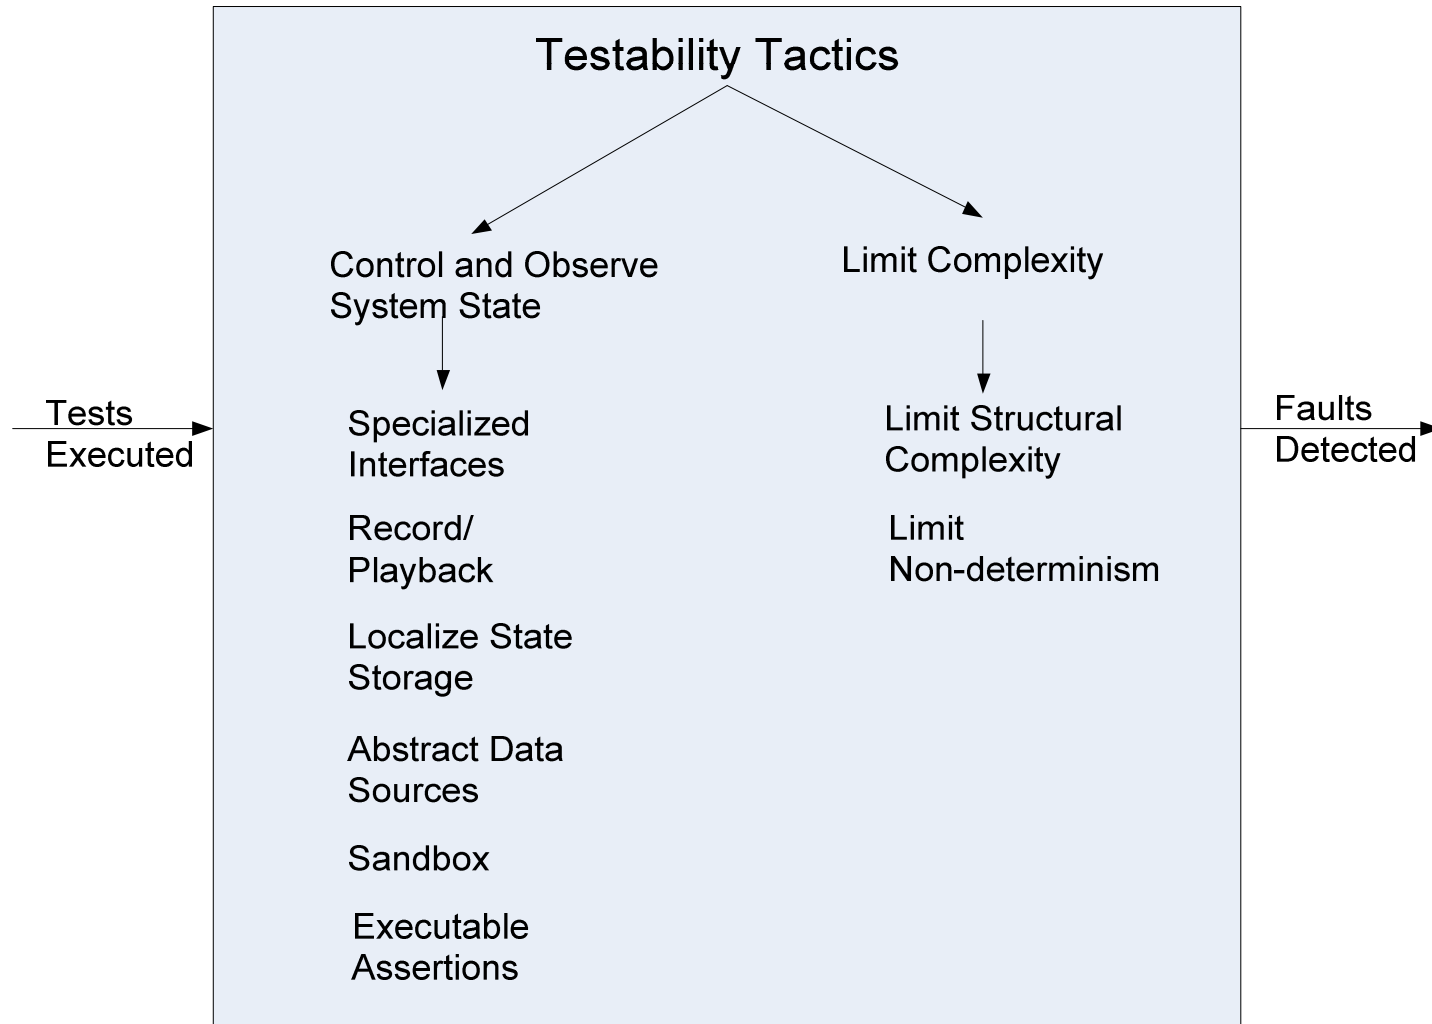 Testability Tactics
Control and Observe
System State
Limit Complexity
Tests
Executed
Specialized
Interfaces
Record/
Playback
Localize State
Storage
Abstract Data
Sources
Sandbox
Executable
Assertions
Limit Structural
Complexity
Limit
Non-determinism
Faults
Detected